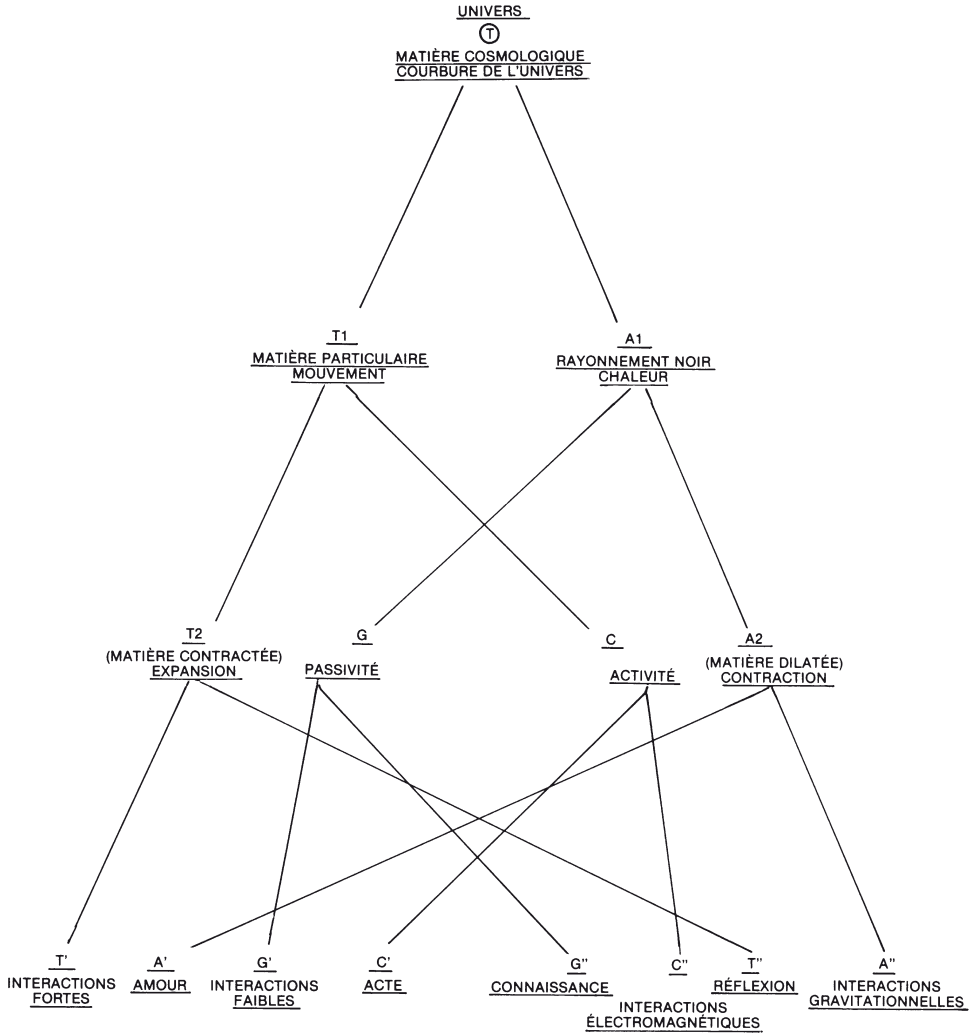 UNIVERS
T
MATIÈRE COSMOLOGIQUE
COURBURE DE L'UNIVERS
T1
MATIÈRE PARTICULAIRE
MOUVEMENT
A1
RAYONNEMENT NOIR
CHALEUR
T2
(MATIÈRE CONTRACTÉE)
EXPANSION
G
PASSIVITÉ
C
ACTIVITÉ
A2
(MATIÈRE DILATÉE)
CONTRACTION
T'
INTERACTIONS
FORTES
A'
AMOUR
G'
INTERACTIONS
FAIBLES
C'
ACTE
G"
CONNAISSANCE
C"
INTERACTIONS
ÉLECTROMAGNÉTIQUES
T"
RÉFLEXION
A"
INTERACTIONS
GRAVITATIONNELLES